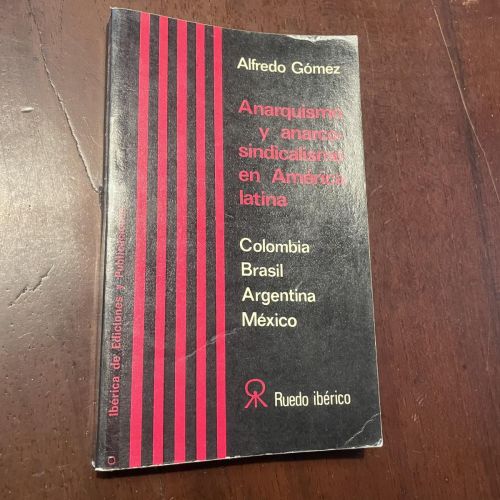 Alfredo Gómez
Anarquismo
y anarco-
sindicalismo
en América
latina
Colombia
Brasil
Argentina
México
Ruedo ibérico
Ibérica de Ediciones y Publicaciones